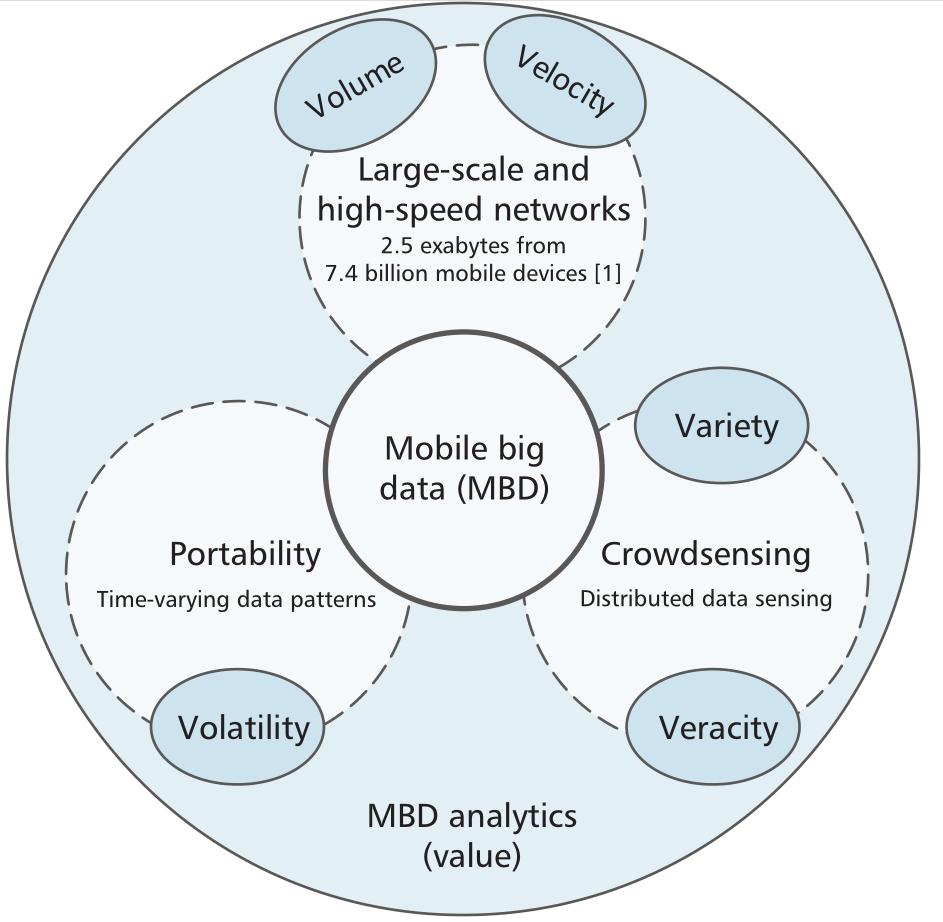 Volume
Velocity
Large-scale and
high-speed networks
2.5 exabytes from
7.4 billion mobile devices [1]
Variety
Mobile big
data (MBD)
Portability
Time-varying data patterns
Crowdsensing
Distributed data sensing
Volatility
Veracity
MBD analytics
(value)